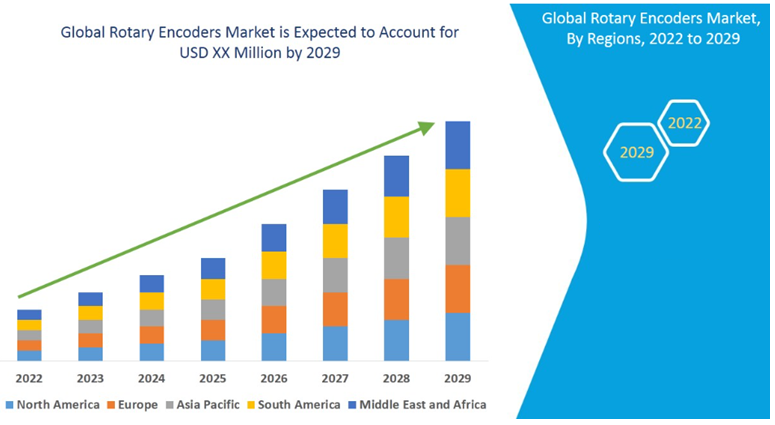 Global Rotary Encoders Market is Expected to Account for
USD XX Million by 2029
Global Rotary Encoders Market,
By Regions, 2022 to 2029
2022
2029
2022 2023 2024 2025 2026 2027 2028 2029
North America Europe Asia Pacific South America Middle East and Africa